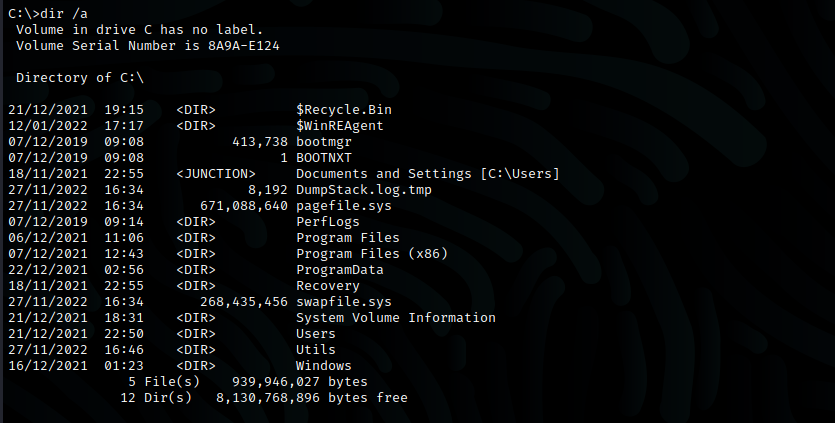 C:\>dir /a
 Volume in drive C has no label.
 Volume Serial Number is 8A9A-E124

 Directory of C:\

21/12/2021  19:15    <DIR>          $Recycle.Bin
12/01/2022  17:17    <DIR>          $WinREAgent
07/12/2019  09:08           413,738 bootmgr
07/12/2019  09:08                 1 BOOTNXT
18/11/2021  22:55    <JUNCTION>     Documents and Settings [C:\Users]
27/11/2022  16:34             8,192 DumpStack.log.tmp
27/11/2022  16:34       671,088,640 pagefile.sys
07/12/2019  09:14    <DIR>          PerfLogs
06/12/2021  11:06    <DIR>          Program Files
07/12/2021  12:43    <DIR>          Program Files (x86)
22/12/2021  02:56    <DIR>          ProgramData
18/11/2021  22:55    <DIR>          Recovery
27/11/2022  16:34       268,435,456 swapfile.sys
21/12/2021  18:31    <DIR>          System Volume Information
21/12/2021  22:50    <DIR>          Users
27/11/2022  16:46    <DIR>          Utils
16/12/2021  01:23    <DIR>          Windows
               5 File(s)    939,946,027 bytes
              12 Dir(s)   8,130,768,896 bytes free